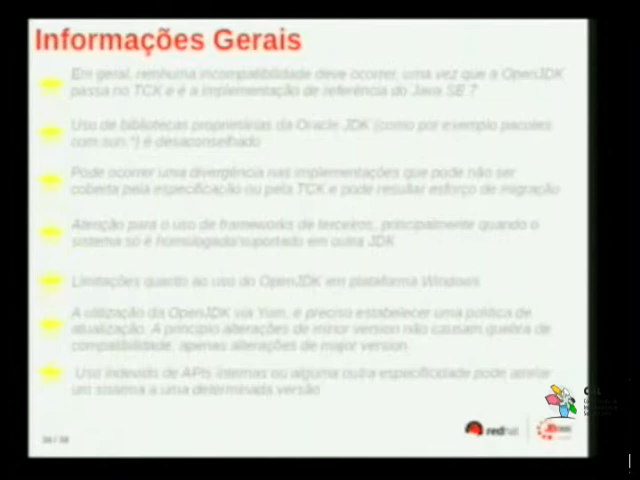 Informações Gerais
Em geral, nenhuma incompatibilidade deve ocorrer, uma vez que a OpenJDK
passa no TCK e é a implementação de referência do Java SE 7
Uso de bibliotecas proprietárias da Oracle JDK (como por exemplo pacotes
com.sun.*) é desaconselhado
Pode ocorrer uma divergência nas implementações que pode não ser
coberta pela especificação ou pela TCK e pode resultar esforço de migração
Atenção para o uso de frameworks de terceiros, principalmente quando o
sistema só é homologada/suportado em outra JDK
Limitações quanto ao uso do OpenJDK em plataforma Windows
A utilização da OpenJDK via Yum, é preciso estabelecer uma política de
atualização. A princípio alterações de minor version não causam quebra de
compatibilidade, apenas alterações de major version.
Uso indevido de APIs internas ou alguma outra especificidade pode atrelar
um sistema a uma determinada versão
redhat